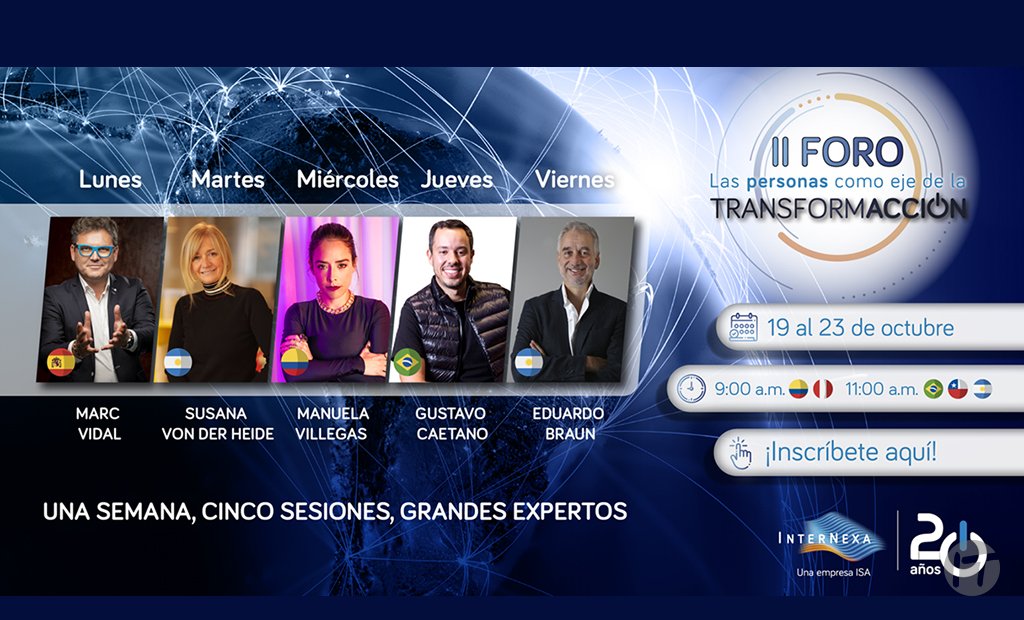 Lunes Martes Miércoles Jueves Viernes
MARC VIDAL
SUSANA VON DER HEIDE
MANUELA VILLEGAS
GUSTAVO CAETANO
EDUARDO BRAUN
UNA SEMANA, CINCO SESIONES, GRANDES EXPERTOS
II FORO
Las personas como eje de la
TRANSFORMACCIÓN
19 al 23 de octubre
9:00 a.m. 11:00 a.m.
¡Inscríbete aquí!
INTERNEXA
Una empresa ISA
20
años